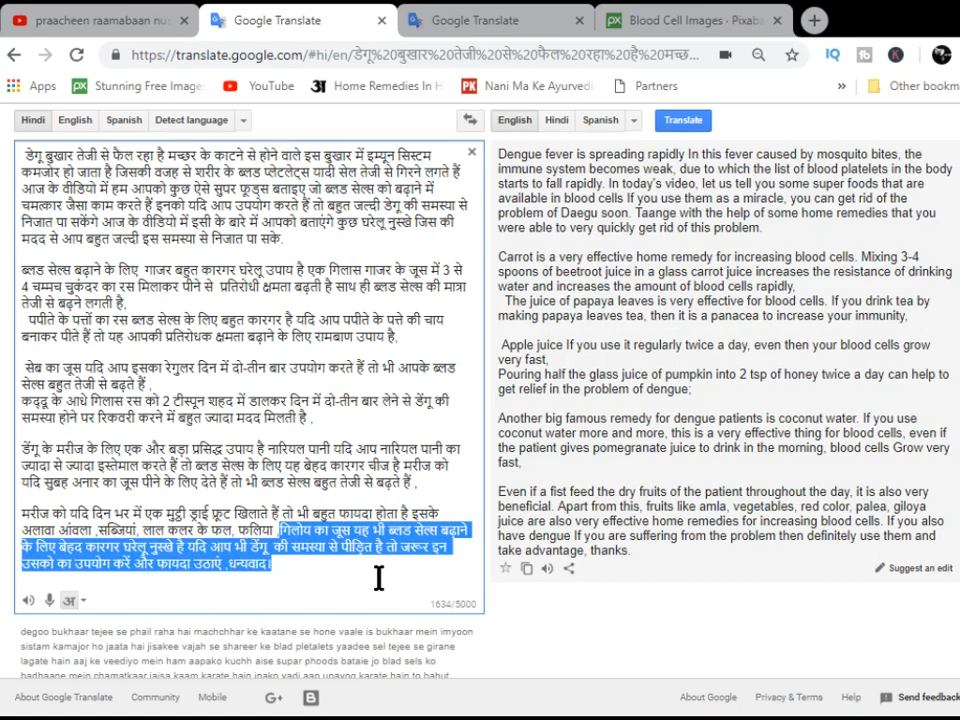 praacheen raamabaan nus
Google Translate
Google Translate
Blood Cell Images - Pixab
https://translate.google.com/#hi/en/डेगू%20बुखार%20तेजी%20से%20फैल%20रहा%20है%20मच्छ...
Apps
Stunning Free Image
YouTube
Home Remedies In H
Nani Ma Ke Ayurved
Partners
»
Other bookm
Hindi English Spanish Detect language
English Hindi Spanish Translate
डेगू बुखार तेजी से फैल रहा है मच्छर के काटने से होने वाले इस बुखार में इम्यून सिस्टम
कमजोर हो जाता है जिसकी वजह से शरीर के ब्लड प्लेटलेट्स यादी सेल तेजी से गिरने लगते हैं
आज के वीडियो में हम आपको कुछ ऐसे सुपर फूड्स बताइए जो ब्लड सेल्स को बढ़ाने में
चमत्कार जैसा काम करते हैं इनको यदि आप उपयोग करते हैं तो बहुत जल्दी डेगू की समस्या से
निजात पा सकेंगे आज के वीडियो में इसी के बारे में आपको बताएंगे कुछ घरेलू नुस्खे जिस की
मदद से आप बहुत जल्दी इस समस्या से निजात पा सके.
ब्लड सेल्स बढ़ाने के लिए गाजर बहुत कारगर घरेलू उपाय है एक गिलास गाजर के जूस में 3 से
4 चम्मच चुकंदर का रस मिलाकर पीने से प्रतिरोधी क्षमता बढ़ती है साथ ही ब्लड सेल्स की मात्रा
तेजी से बढ़ने लगती है,
पपीते के पत्तों का रस ब्लड सेल्स के लिए बहुत कारगर है यदि आप पपीते के पत्ते की चाय
बनाकर पीते हैं तो यह आपकी प्रतिरोधक क्षमता बढ़ाने के लिए रामबाण उपाय है,
सेब का जूस यदि आप इसका रेगुलर दिन में दो-तीन बार उपयोग करते हैं तो भी आपके ब्लड
सेल्स बहुत तेजी से बढ़ते हैं ,
कद्दू के आधे गिलास रस को 2 टीस्पून शहद में डालकर दिन में दो-तीन बार लेने से डेंगू की
समस्या होने पर रिकवरी करने में बहुत ज्यादा मदद मिलती है ,
डेंगू के मरीज के लिए एक और बड़ा प्रसिद्ध उपाय है नारियल पानी यदि आप नारियल पानी का
ज्यादा से ज्यादा इस्तेमाल करते हैं तो ब्लड सेल्स के लिए यह बेहद कारगर चीज है मरीज को
यदि सुबह अनार का जूस पीने के लिए देते हैं तो भी ब्लड सेल्स बहुत तेजी से बढ़ते हैं ,
मरीज को यदि दिन भर में एक मुट्ठी ड्राई फ्रूट खिलाते हैं तो भी बहुत फायदा होता है इसके
अलावा आंवला ,सब्जियां, लाल कलर के फल, फलिया ,गिलोय का जूस यह भी ब्लड सेल्स बढ़ाने
के लिए बेहद कारगर घरेलू नुस्खे है यदि आप भी डेंगू की समस्या से पीड़ित है तो जरूर इन
उसको का उपयोग करें और फायदा उठाएं ,धन्यवाद।
अ
1634/5000
degoo bukhaar tejee se phail raha hai machchhar ke kaatane se hone vaale is bukhaar mein imyoon
sistam kamajor ho jaata hai jisakee vajah se shareer ke blad pletalets yaadee sel tejee se girane
lagate hain aaj ke veediyo mein ham aapako kuchh aise supar phoods bataie jo blad sels ko
badhaane mein chamatkaar jaisa kaam karate hain inako yadi aap upayog karate hain to bahut
Dengue fever is spreading rapidly In this fever caused by mosquito bites, the
immune system becomes weak, due to which the list of blood platelets in the body
starts to fall rapidly. In today's video, let us tell you some super foods that are
available in blood cells If you use them as a miracle, you can get rid of the
problem of Daegu soon. Taange with the help of some home remedies that you
were able to very quickly get rid of this problem.
Carrot is a very effective home remedy for increasing blood cells. Mixing 3-4
spoons of beetroot juice in a glass carrot juice increases the resistance of drinking
water and increases the amount of blood cells rapidly,
The juice of papaya leaves is very effective for blood cells. If you drink tea by
making papaya leaves tea, then it is a panacea to increase your immunity,
Apple juice If you use it regularly twice a day, even then your blood cells grow
very fast,
Pouring half the glass juice of pumpkin into 2 tsp of honey twice a day can help to
get relief in the problem of dengue;
Another big famous remedy for dengue patients is coconut water. If you use
coconut water more and more, this is a very effective thing for blood cells, even if
the patient gives pomegranate juice to drink in the morning, blood cells Grow very
fast,
Even if a fist feed the dry fruits of the patient throughout the day, it is also very
beneficial. Apart from this, fruits like amla, vegetables, red color, palea, giloya
juice are also very effective home remedies for increasing blood cells. If you also
have dengue If you are suffering from the problem then definitely use them and
take advantage, thanks.
Suggest an edit
About Google Translate Community Mobile G+ About Google Privacy & Terms Help Send feedback